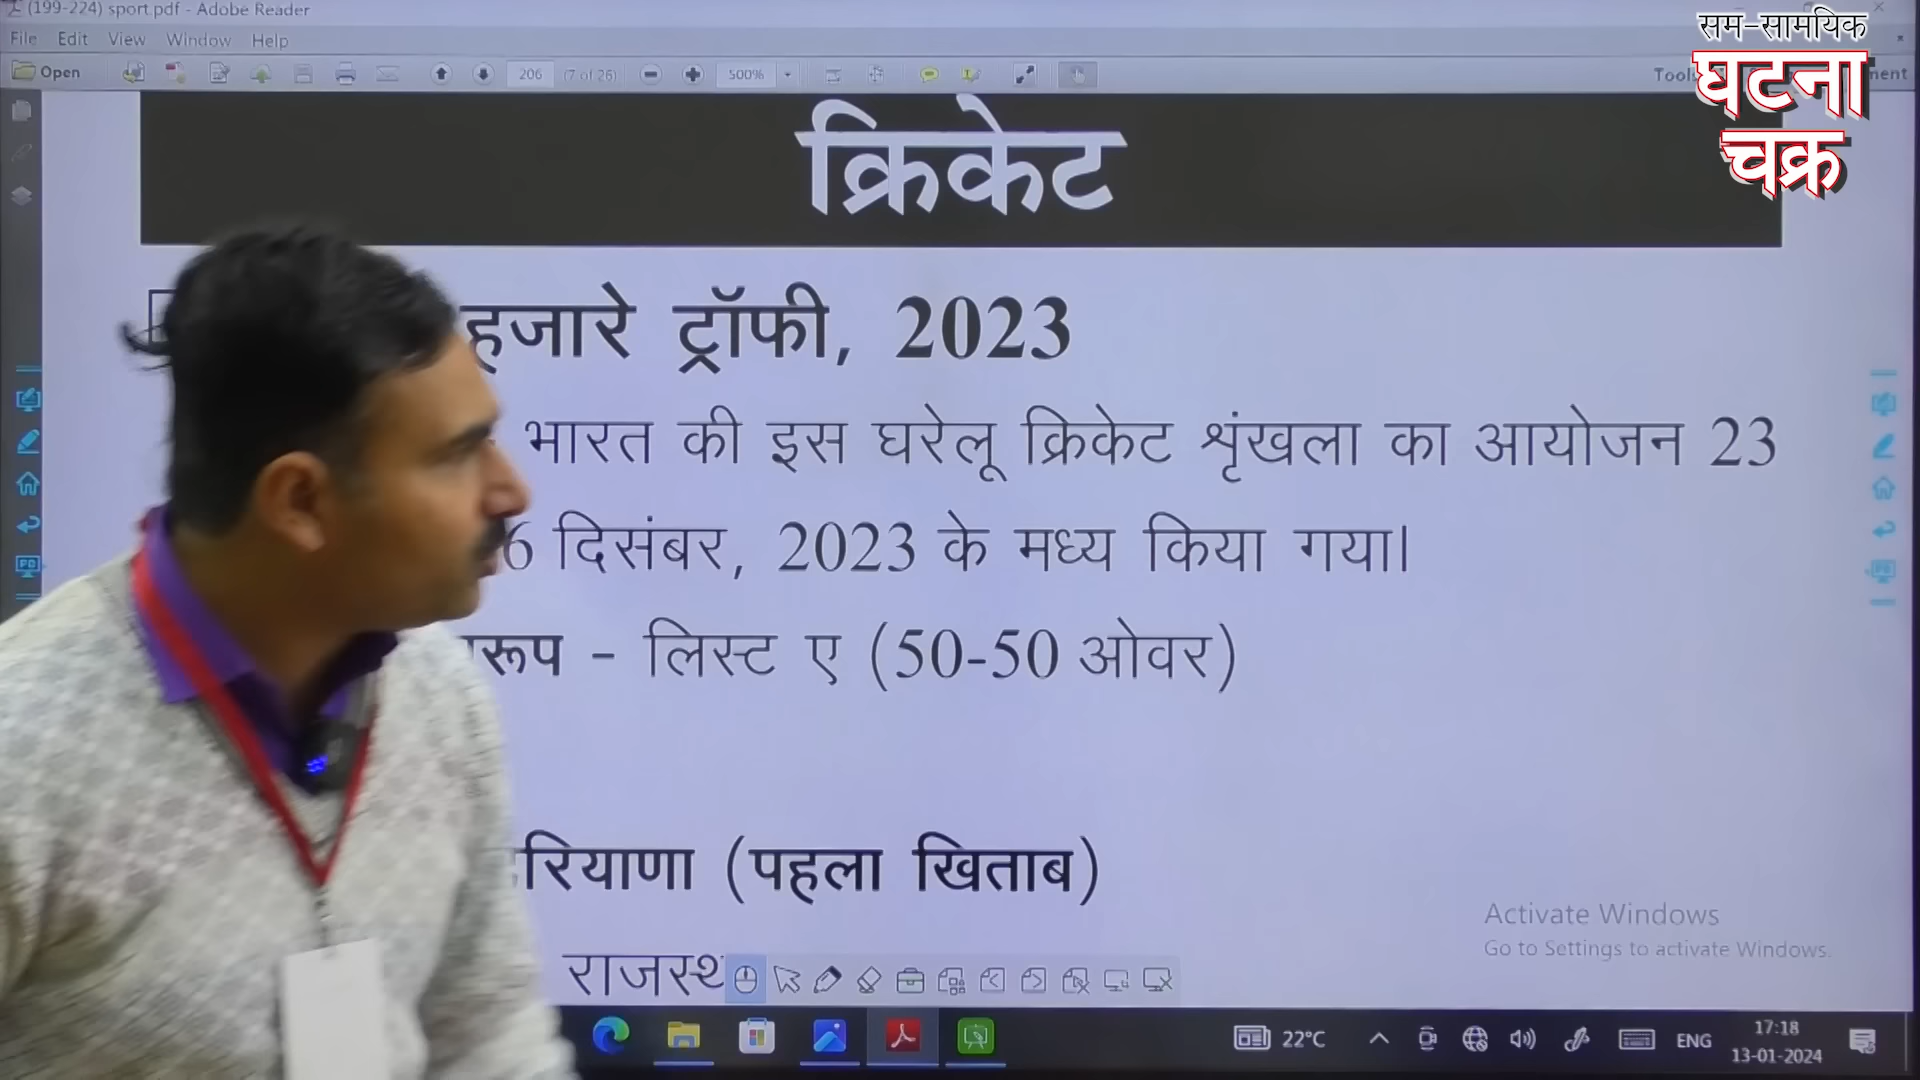 (199-224) sport.pdf - Adobe Reader
File Edit View Window Help
Open 206 (7 of 26) 500%
सम-सामयिक
घटना
चक्र
क्रिकेट
हजारे ट्रॉफी, 2023
भारत की इस घरेलू क्रिकेट शृंखला का आयोजन 23
दिसंबर, 2023 के मध्य किया गया।
लिस्ट ए (50-50 ओवर)
(पहला खिताब)
Activate Windows
Go to Settings to activate Windows.
22°C ENG 17:18
13-01-2024